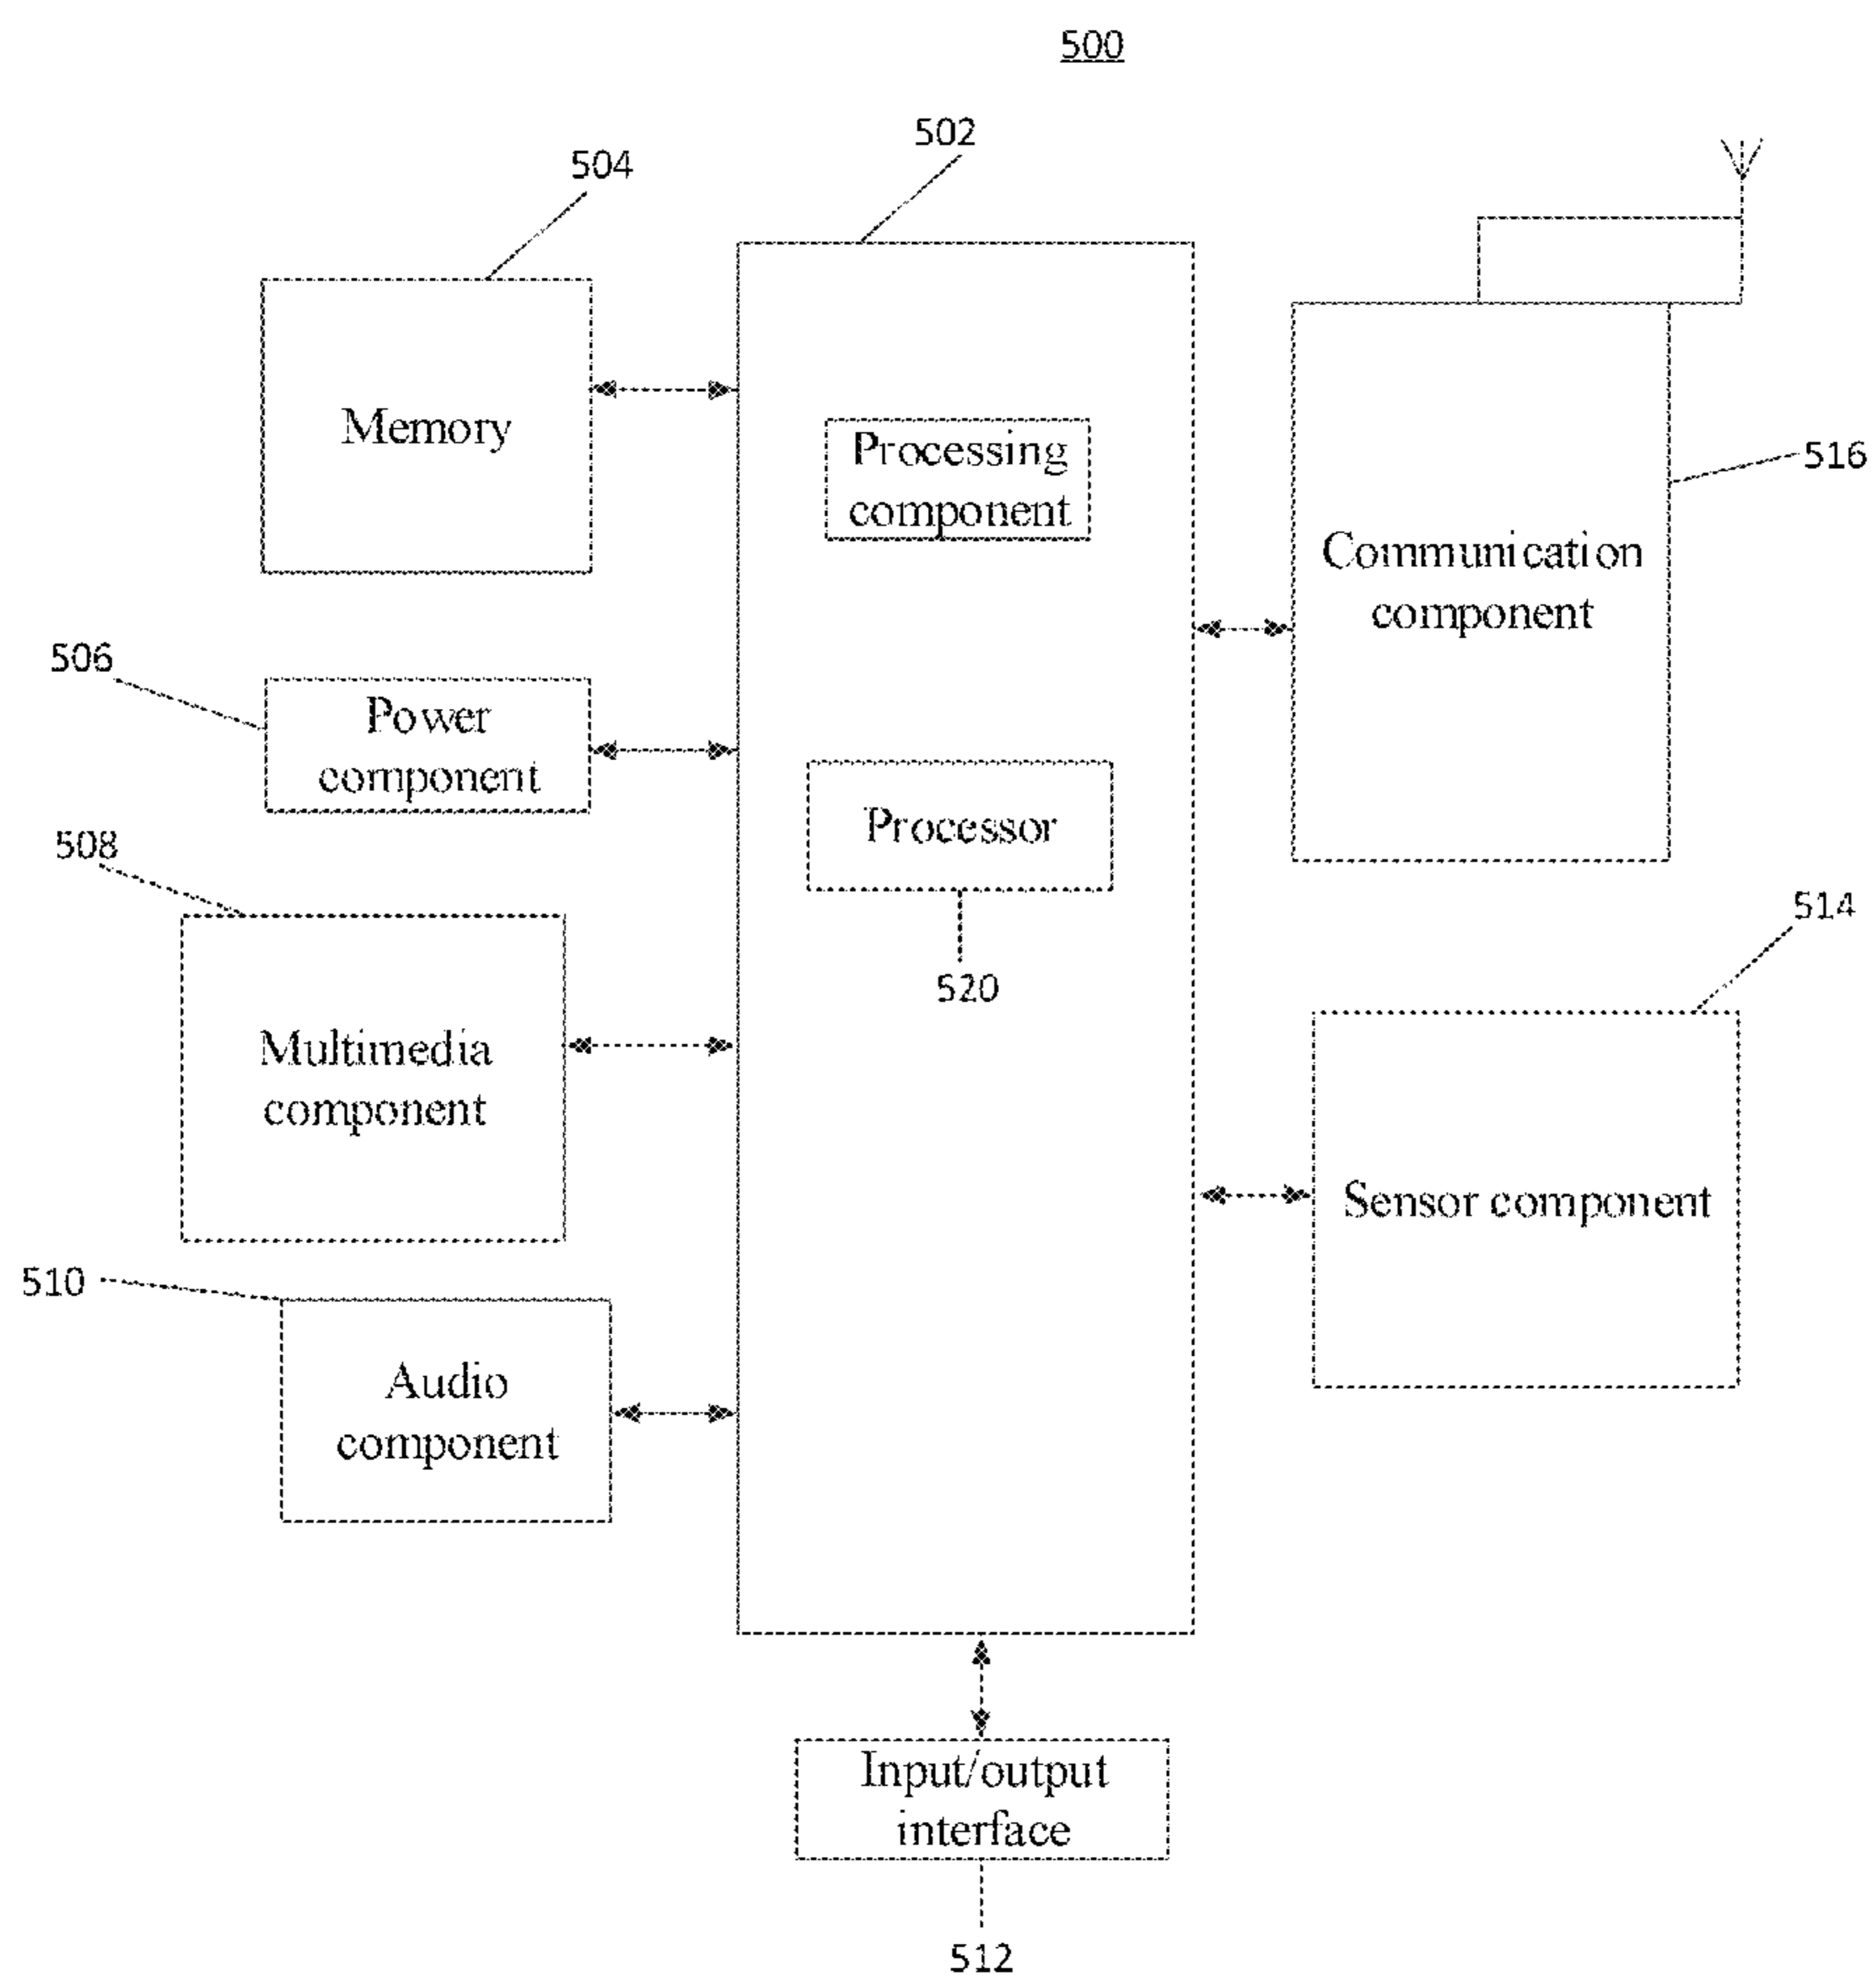 500
502
504
Memory
Processing
component
516
Communication
component
506
Power
component
Processor
508
514
520
Multimedia
component
Sensor component
510
Audio
component
Input/output
interface
512